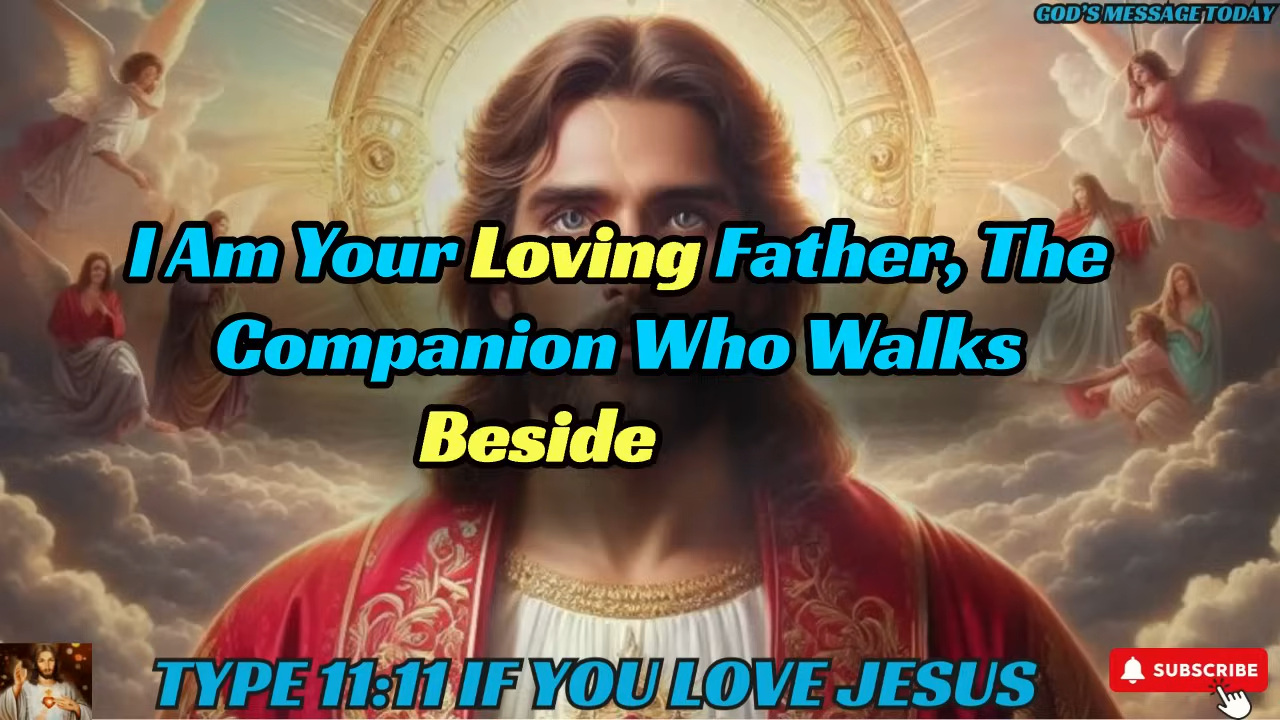 GOD'S MESSAGE TODAY
I Am Your Loving Father, The
Companion Who Walks
Beside
TYPE 11:11 IF YOU LOVE JESUS
SUBSCRIBE